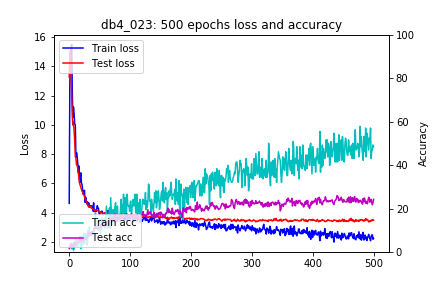 db4_023: 500 epochs loss and accuracy
16
14
12
10
8
6
4
2
Loss
Train loss
Test loss
Train acc
Test acc
100
80
60
40
20
0
Accuracy
0
100
200
300
400
500